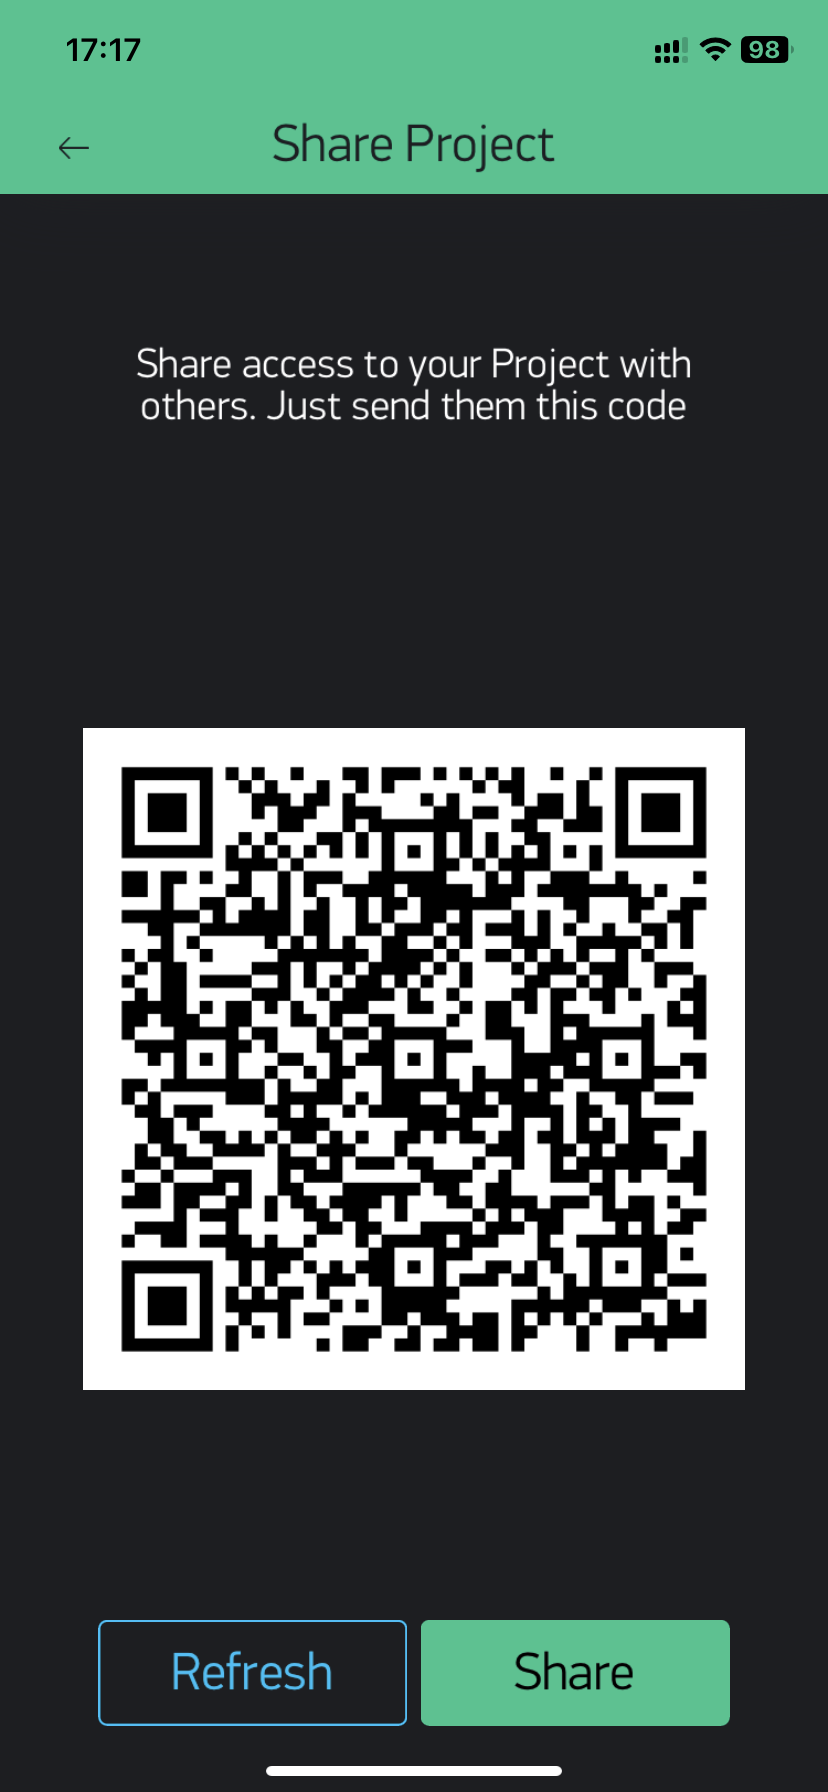 17:17
98
Share Project
Share access to your Project with
others. Just send them this code
Refresh
Share